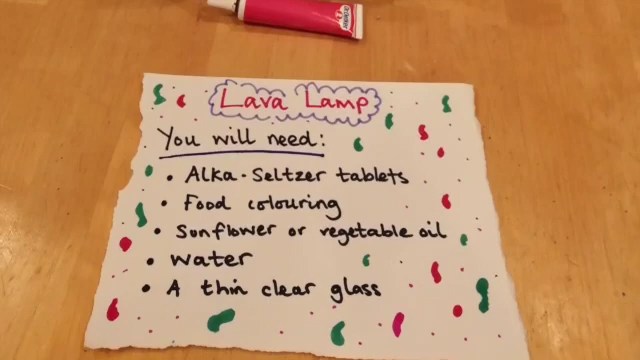 Lava Lamp
You will need:
• Alka-Seltzer tablets
• Food colouring
• Sunflower or vegetable oil
• Water
• A thin clear glass